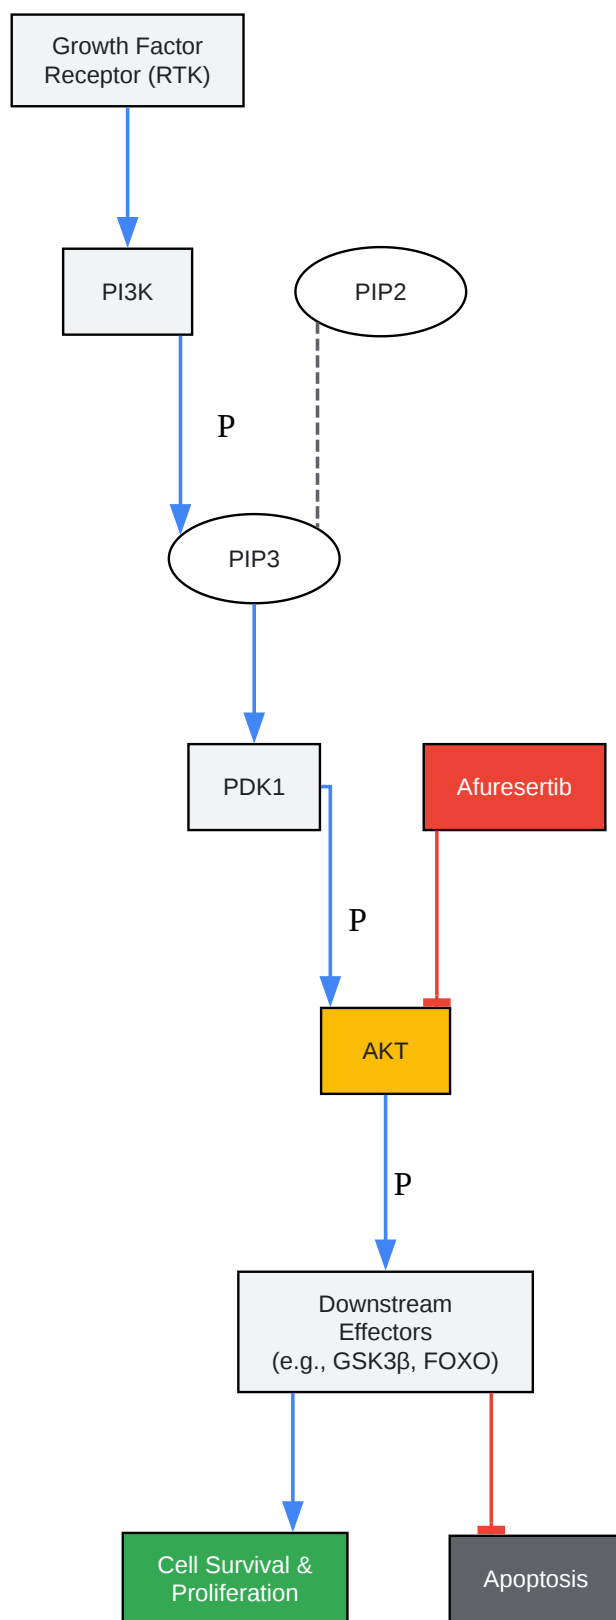 Growth Factor
Receptor (RTK)
PI3K
PIP2
P
PIP3
PDK1
Afuresertib
P
AKT
P
Downstream
Effectors
(e.g., GSK3β, FOXO)
Cell Survival &
Proliferation
Apoptosis